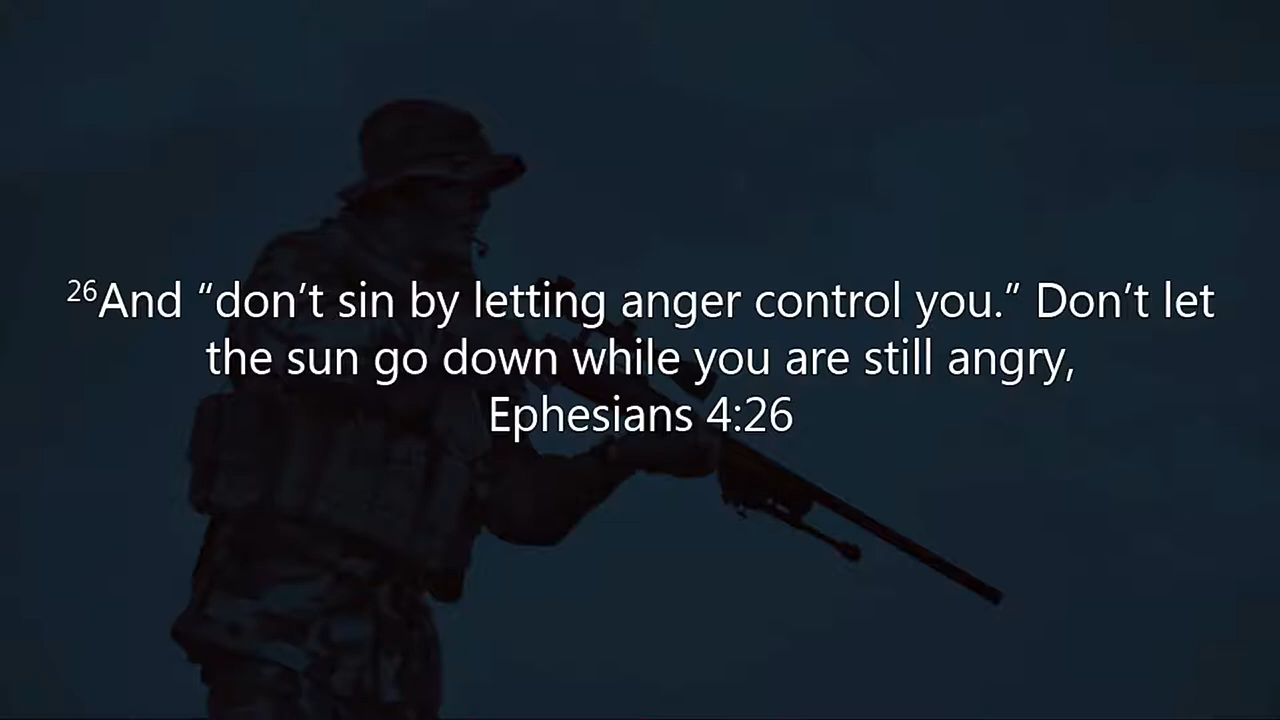 ²⁶And “don’t sin by letting anger control you.” Don’t let
the sun go down while you are still angry,
Ephesians 4:26